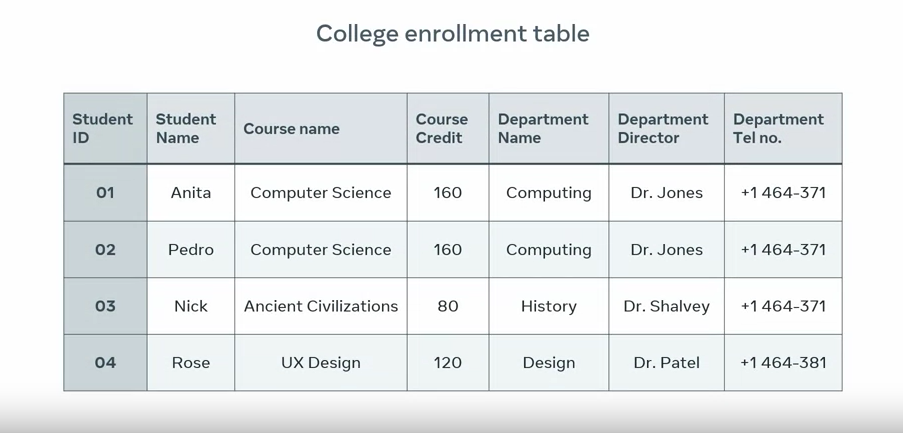 College enrollment table
Student ID Student Name Course name Course Credit Department Name Department Director Department Tel no.
01 Anita Computer Science 160 Computing Dr. Jones +1 464-371
02 Pedro Computer Science 160 Computing Dr. Jones +1 464-371
03 Nick Ancient Civilizations 80 History Dr. Shalvey +1 464-371
04 Rose UX Design 120 Design Dr. Patel +1 464-381